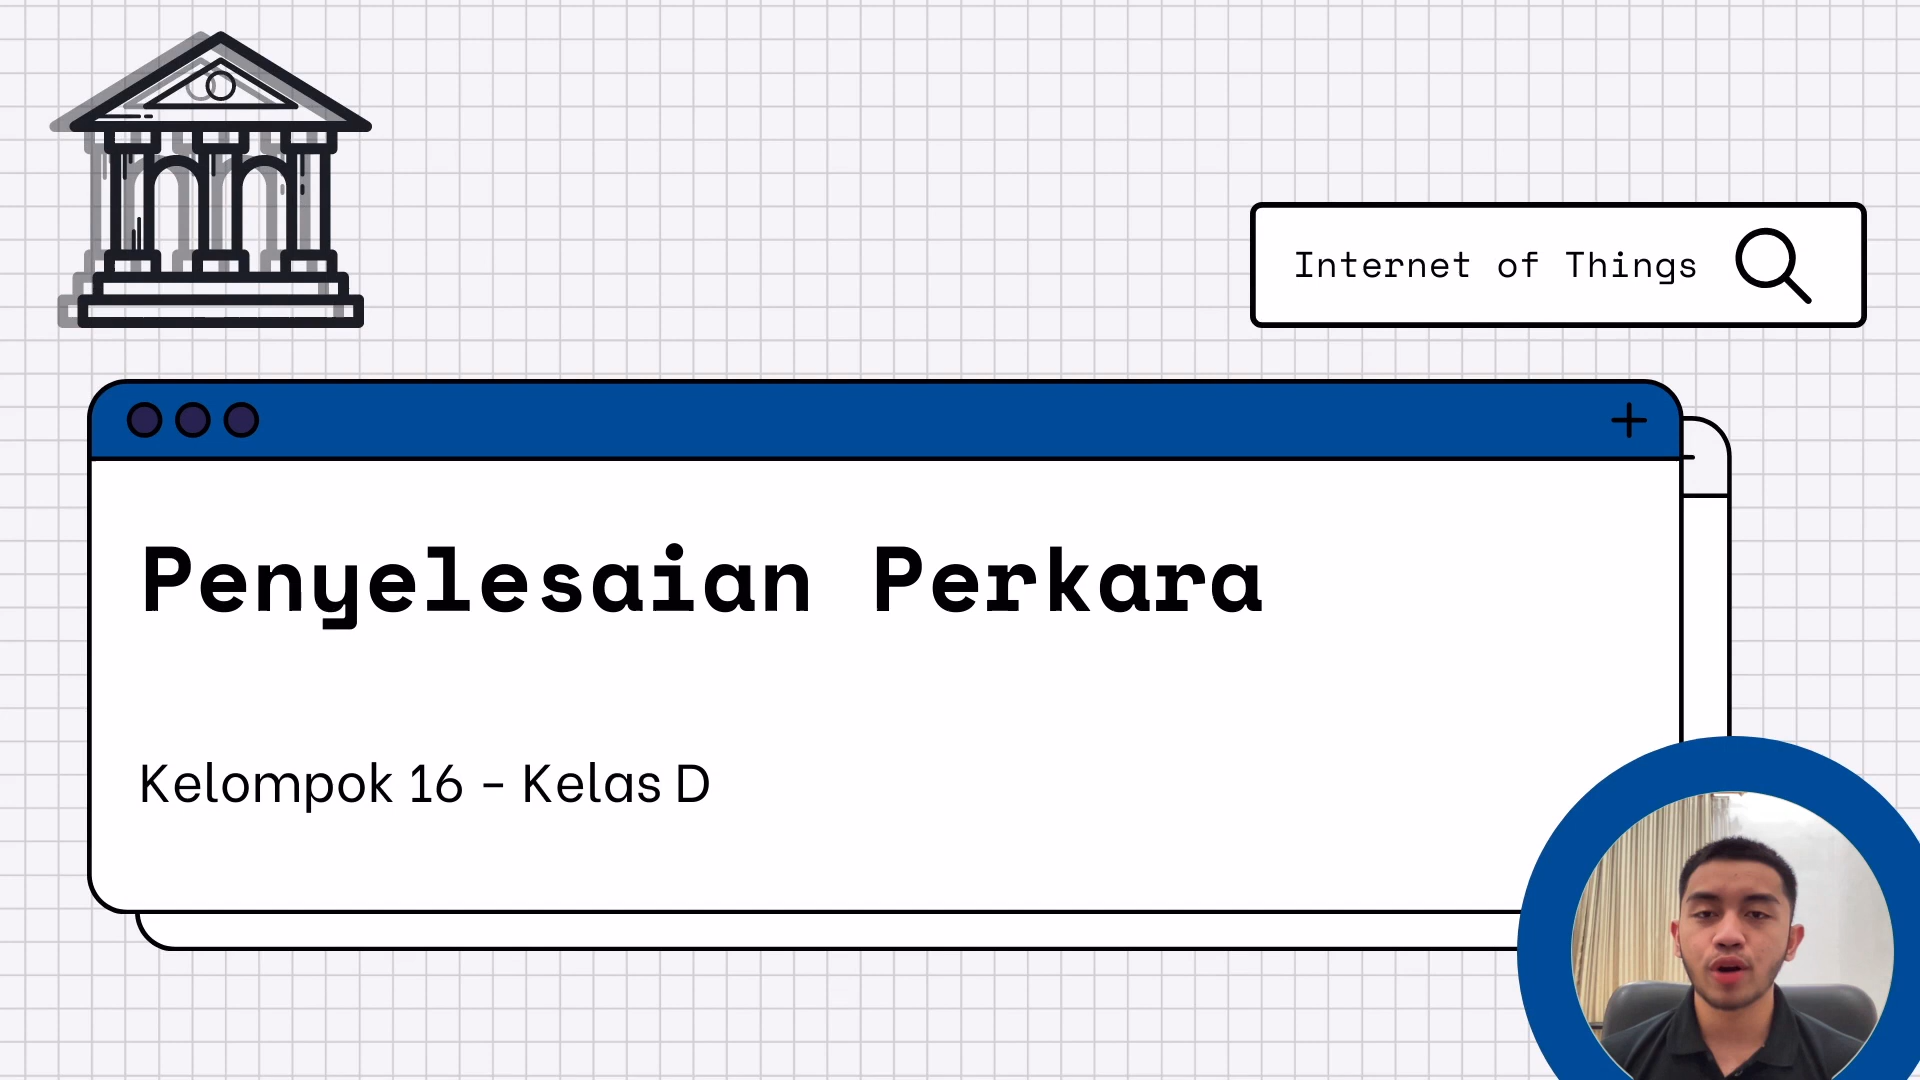 Internet of Things
Penyelesaian Perkara
Kelompok 16 - Kelas D